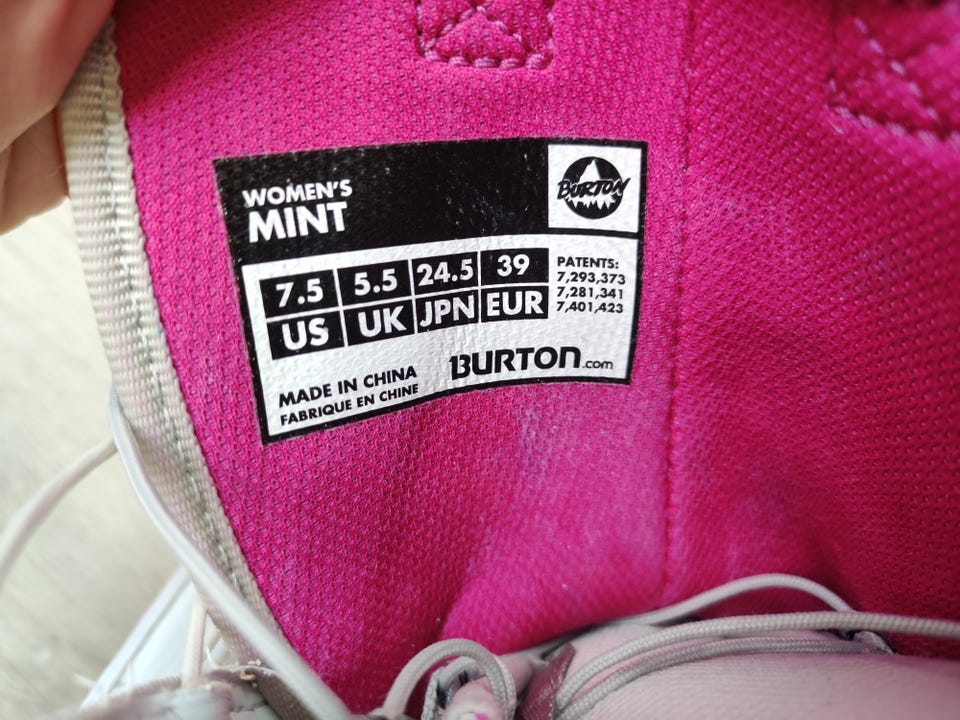 WOMEN'S
MINT
BURTON
7.5 5.5 24.5 39
US UK JPN EUR
PATENTS:
7,293,373
7,281,341
7,401,423
MADE IN CHINA
FABRIQUE EN CHINE
BURTON.com